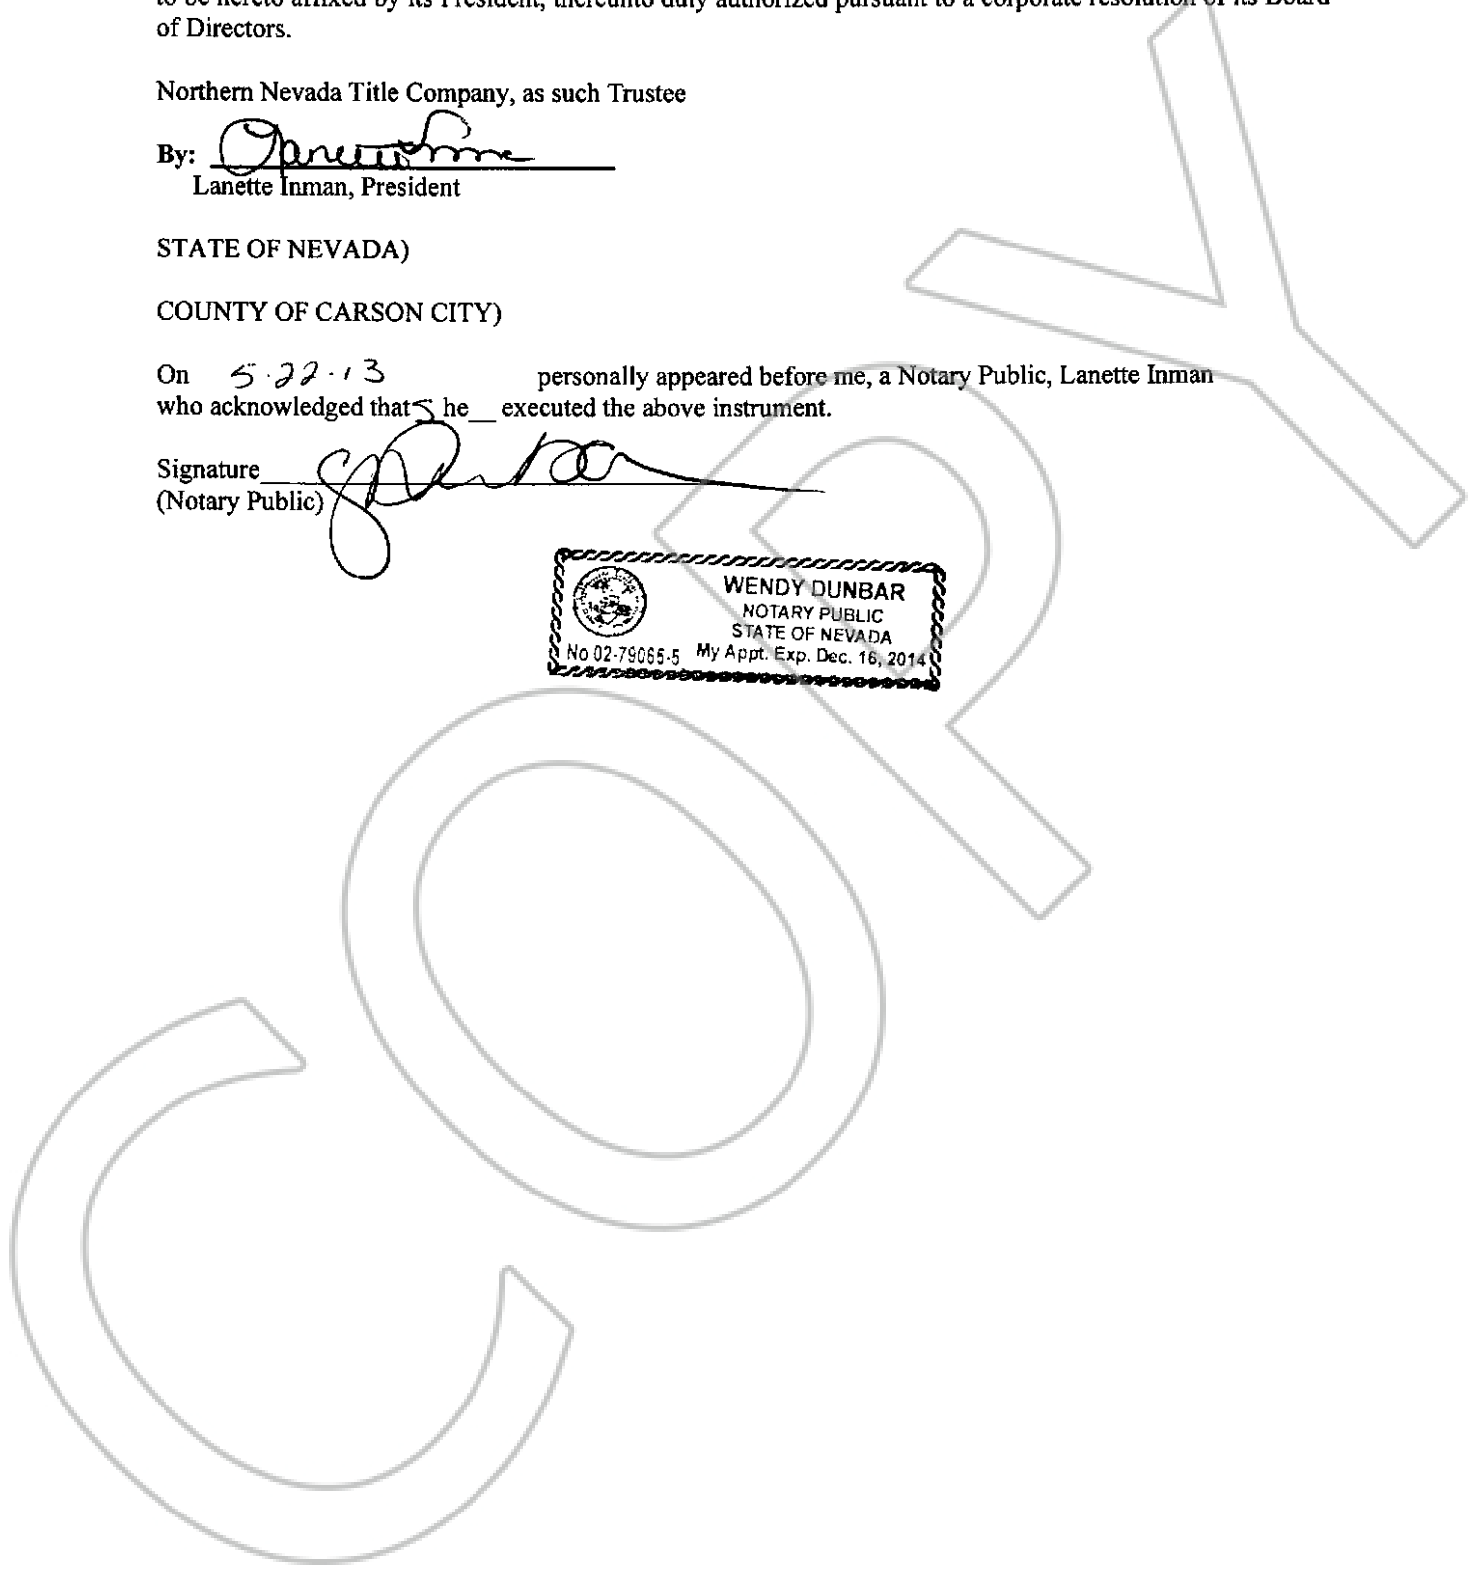 to be hereto affixed by its President, thereunto duly authorized pursuant to a corporate resolution of its Board
of Directors.
Northern Nevada Title Company, as such Trustee
By:
Lanette Inman, President
STATE OF NEVADA)
COUNTY OF CARSON CITY)
On 5.22.13 personally appeared before me, a Notary Public, Lanette Inman
who acknowledged that S he__ executed the above instrument.
Signature
(Notary Public)
WENDY DUNBAR
NOTARY PUBLIC
STATE OF NEVADA
No 02-79065-5 My Appt. Exp. Dec. 16, 2014
COPY